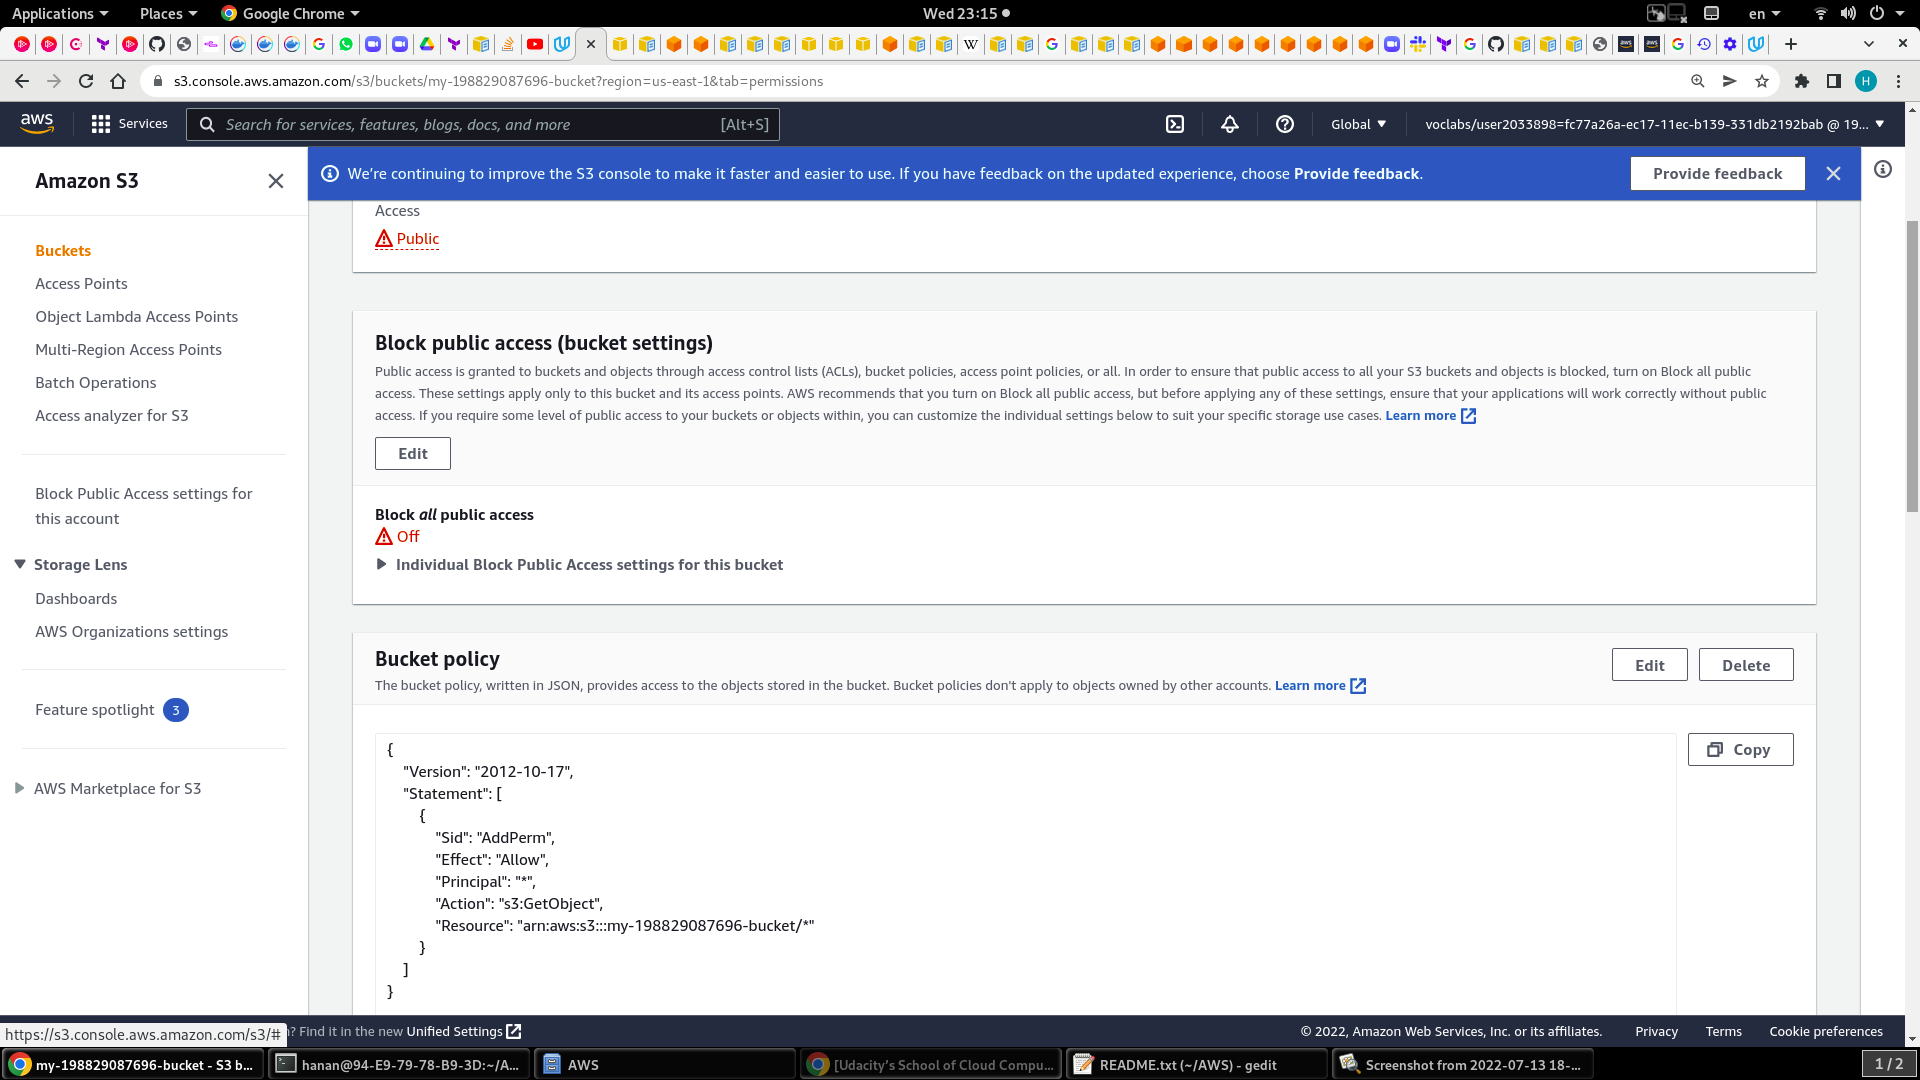 Applications
Places
Google Chrome
Wed 23:15
en
s3.console.aws.amazon.com/s3/buckets/my-198829087696-bucket?region=us-east-1&tab=permissions
H
aws
Services
Search for services, features, blogs, docs, and more
[Alt+S]
Global
voclabs/user2033898=fc77a26a-ec17-11ec-b139-331db2192bab @ 19...
Amazon S3
We're continuing to improve the S3 console to make it faster and easier to use. If you have feedback on the updated experience, choose Provide feedback.
Provide feedback
Buckets
Access Points
Object Lambda Access Points
Multi-Region Access Points
Batch Operations
Access analyzer for S3
Block Public Access settings for
this account
Storage Lens
Dashboards
AWS Organizations settings
Feature spotlight 3
AWS Marketplace for S3
Access
Public
Block public access (bucket settings)
Public access is granted to buckets and objects through access control lists (ACLs), bucket policies, access point policies, or all. In order to ensure that public access to all your S3 buckets and objects is blocked, turn on Block all public
access. These settings apply only to this bucket and its access points. AWS recommends that you turn on Block all public access, but before applying any of these settings, ensure that your applications will work correctly without public
access. If you require some level of public access to your buckets or objects within, you can customize the individual settings below to suit your specific storage use cases. Learn more
Edit
Block all public access
Off
Individual Block Public Access settings for this bucket
Bucket policy
Edit
Delete
The bucket policy, written in JSON, provides access to the objects stored in the bucket. Bucket policies don't apply to objects owned by other accounts. Learn more
Copy
{
"Version": "2012-10-17",
"Statement": [
{
"Sid": "AddPerm",
"Effect": "Allow",
"Principal": "*",
"Action": "s3:GetObject",
"Resource": "arn:aws:s3:::my-198829087696-bucket/*"
}
]
}
https://s3.console.aws.amazon.com/s3/#
? Find it in the new Unified Settings
© 2022, Amazon Web Services, Inc. or its affiliates.
Privacy
Terms
Cookie preferences
my-198829087696-bucket - S3 b...
hanan@94-E9-79-78-B9-3D:~/A...
AWS
[Udacity's School of Cloud Compu...
README.txt (~/AWS) - gedit
Screenshot from 2022-07-13 18-...
1 / 2